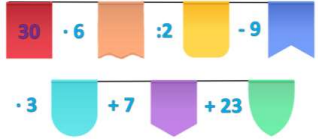 30 · 6 :2 - 9
· 3 + 7 + 23